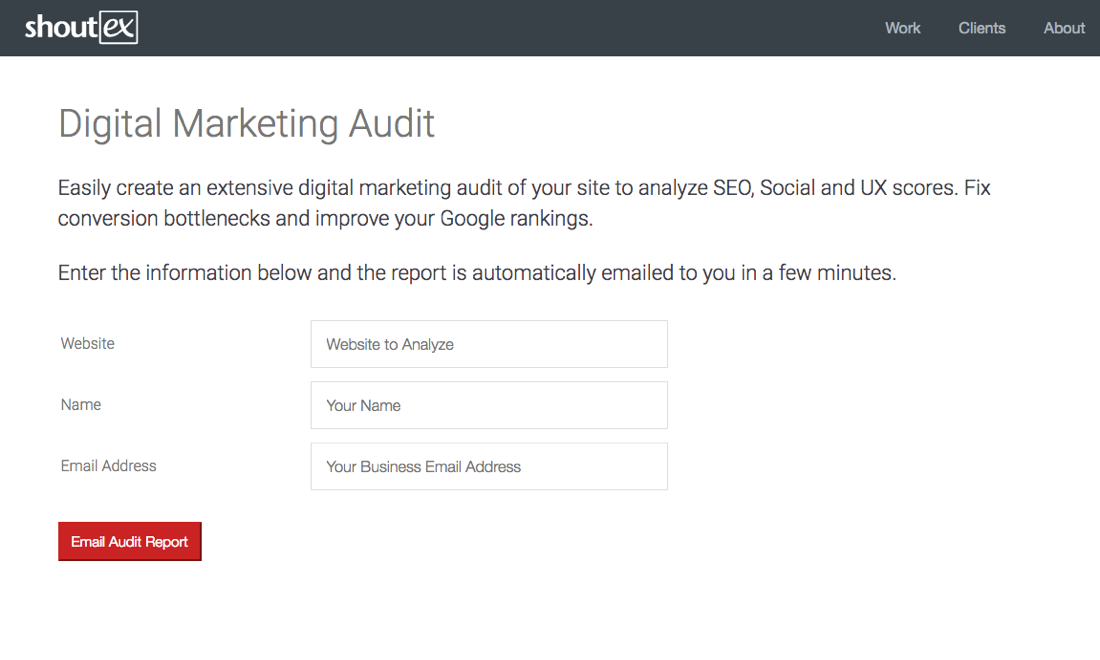 shoutex
Work Clients About
Digital Marketing Audit
Easily create an extensive digital marketing audit of your site to analyze SEO, Social and UX scores. Fix
conversion bottlenecks and improve your Google rankings.
Enter the information below and the report is automatically emailed to you in a few minutes.
Website Website to Analyze
Name Your Name
Email Address Your Business Email Address
Email Audit Report